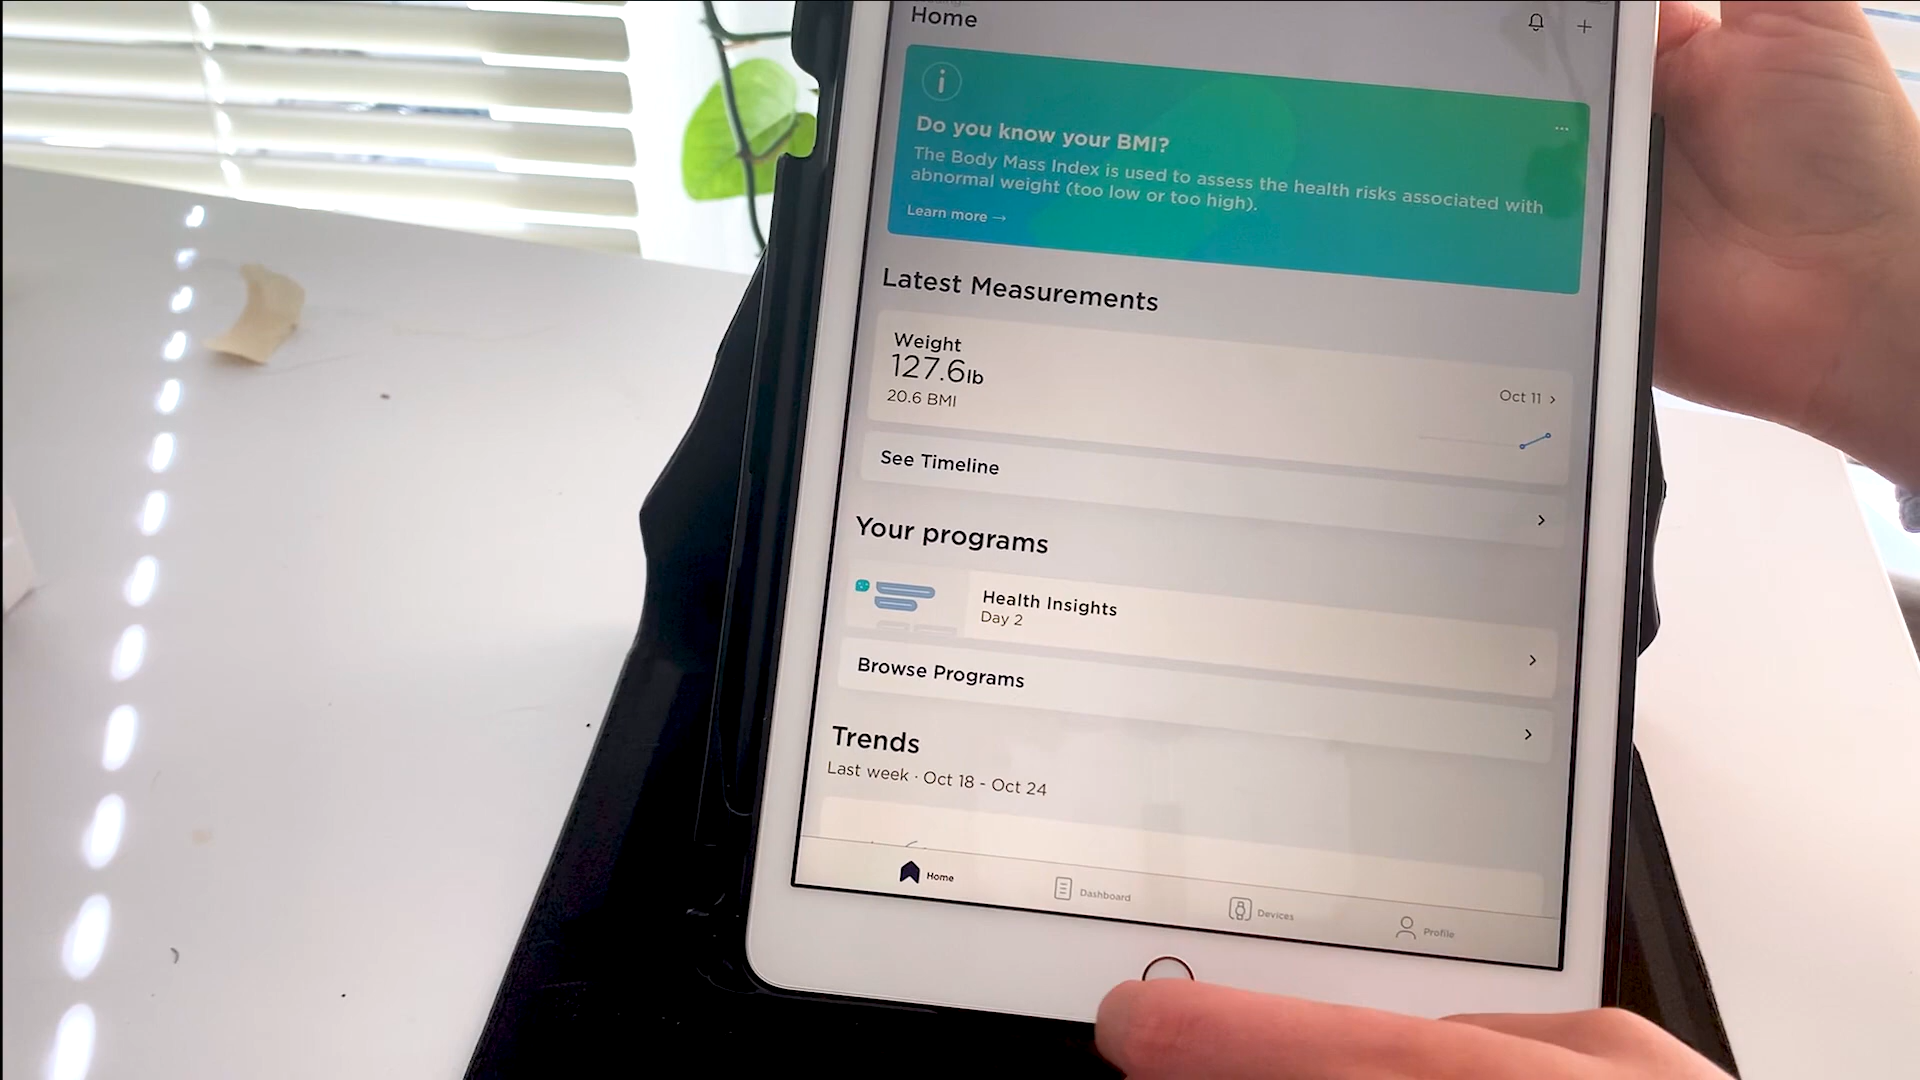 Home
Do you know your BMI?
The Body Mass Index is used to assess the health risks associated with
abnormal weight (too low or too high).
Learn more →
Latest Measurements
Weight
127.6lb
20.6 BMI
Oct 11 >
See Timeline
Your programs
Health Insights
Day 2
Browse Programs
Trends
Last week · Oct 18 - Oct 24
Home
Dashboard
Devices
Profile